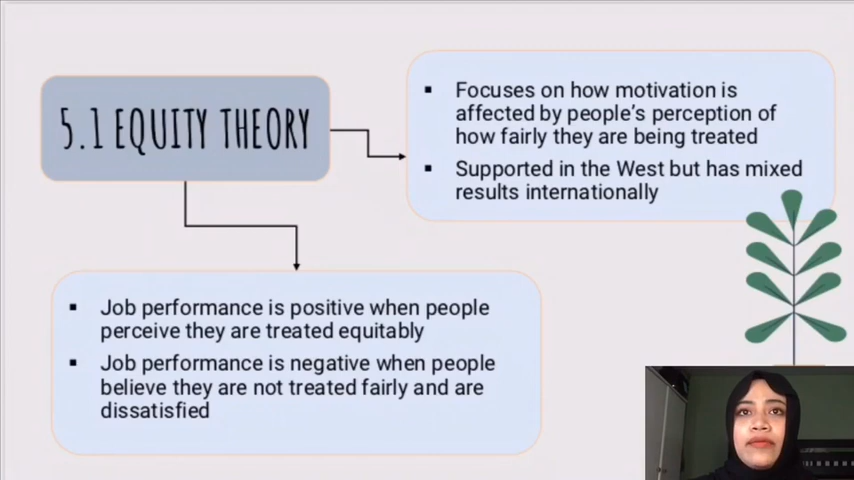 5.1 EQUITY THEORY
▪ Focuses on how motivation is
affected by people's perception of
how fairly they are being treated
▪ Supported in the West but has mixed
results internationally
▪ Job performance is positive when people
perceive they are treated equitably
▪ Job performance is negative when people
believe they are not treated fairly and are
dissatisfied